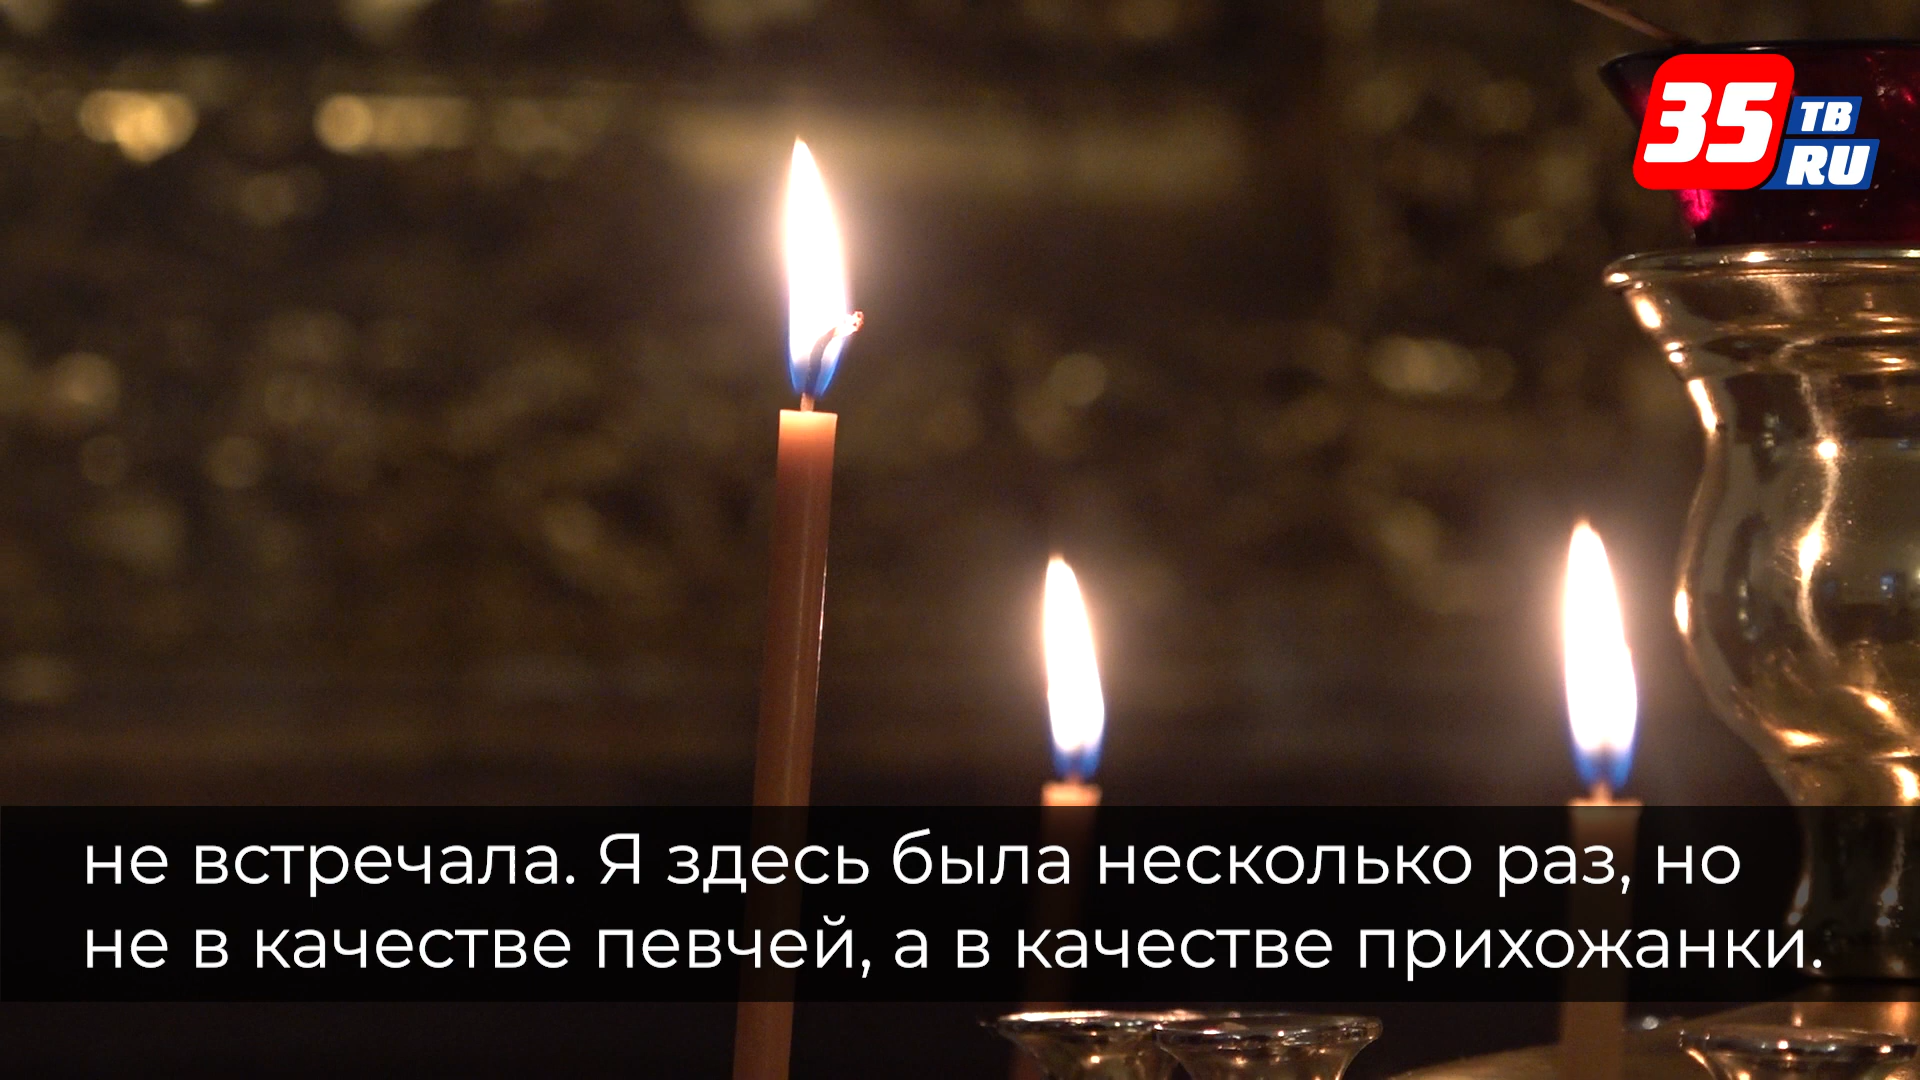 35
ТВ
RU
не встречала. Я здесь была несколько раз, но
не в качестве певчей, а в качестве прихожанки.